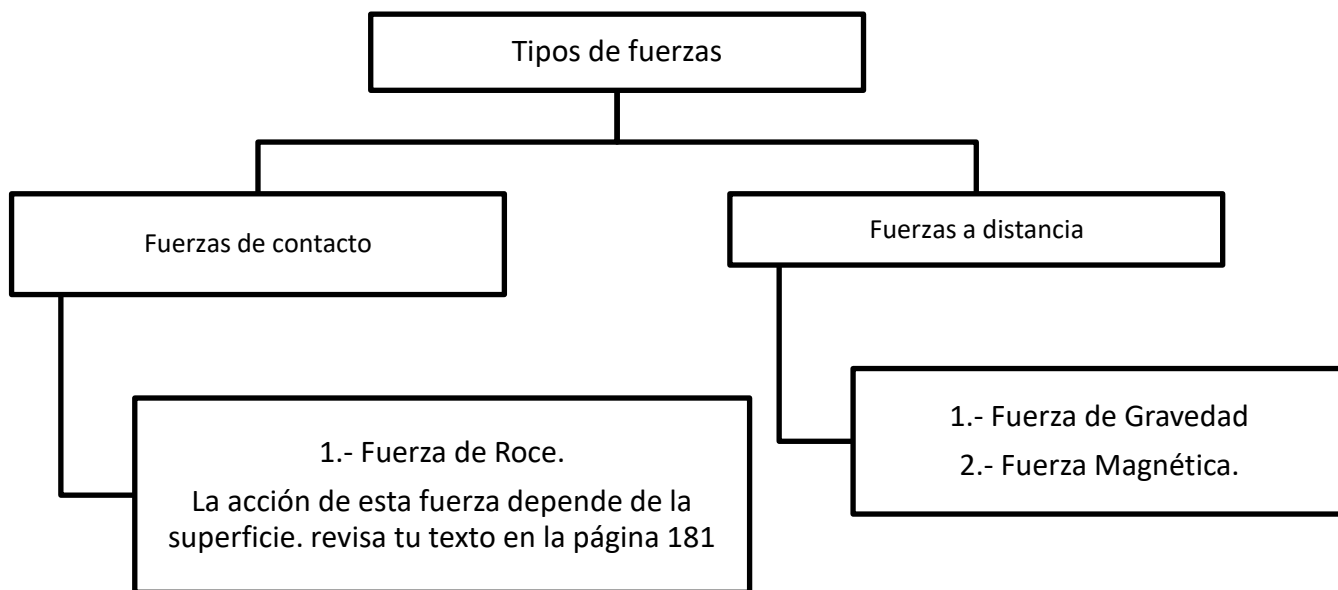 Tipos de fuerzas
Fuerzas de contacto
Fuerzas a distancia
1.- Fuerza de Roce.
La acción de esta fuerza depende de la
superficie. revisa tu texto en la página 181
1.- Fuerza de Gravedad
2.- Fuerza Magnética.